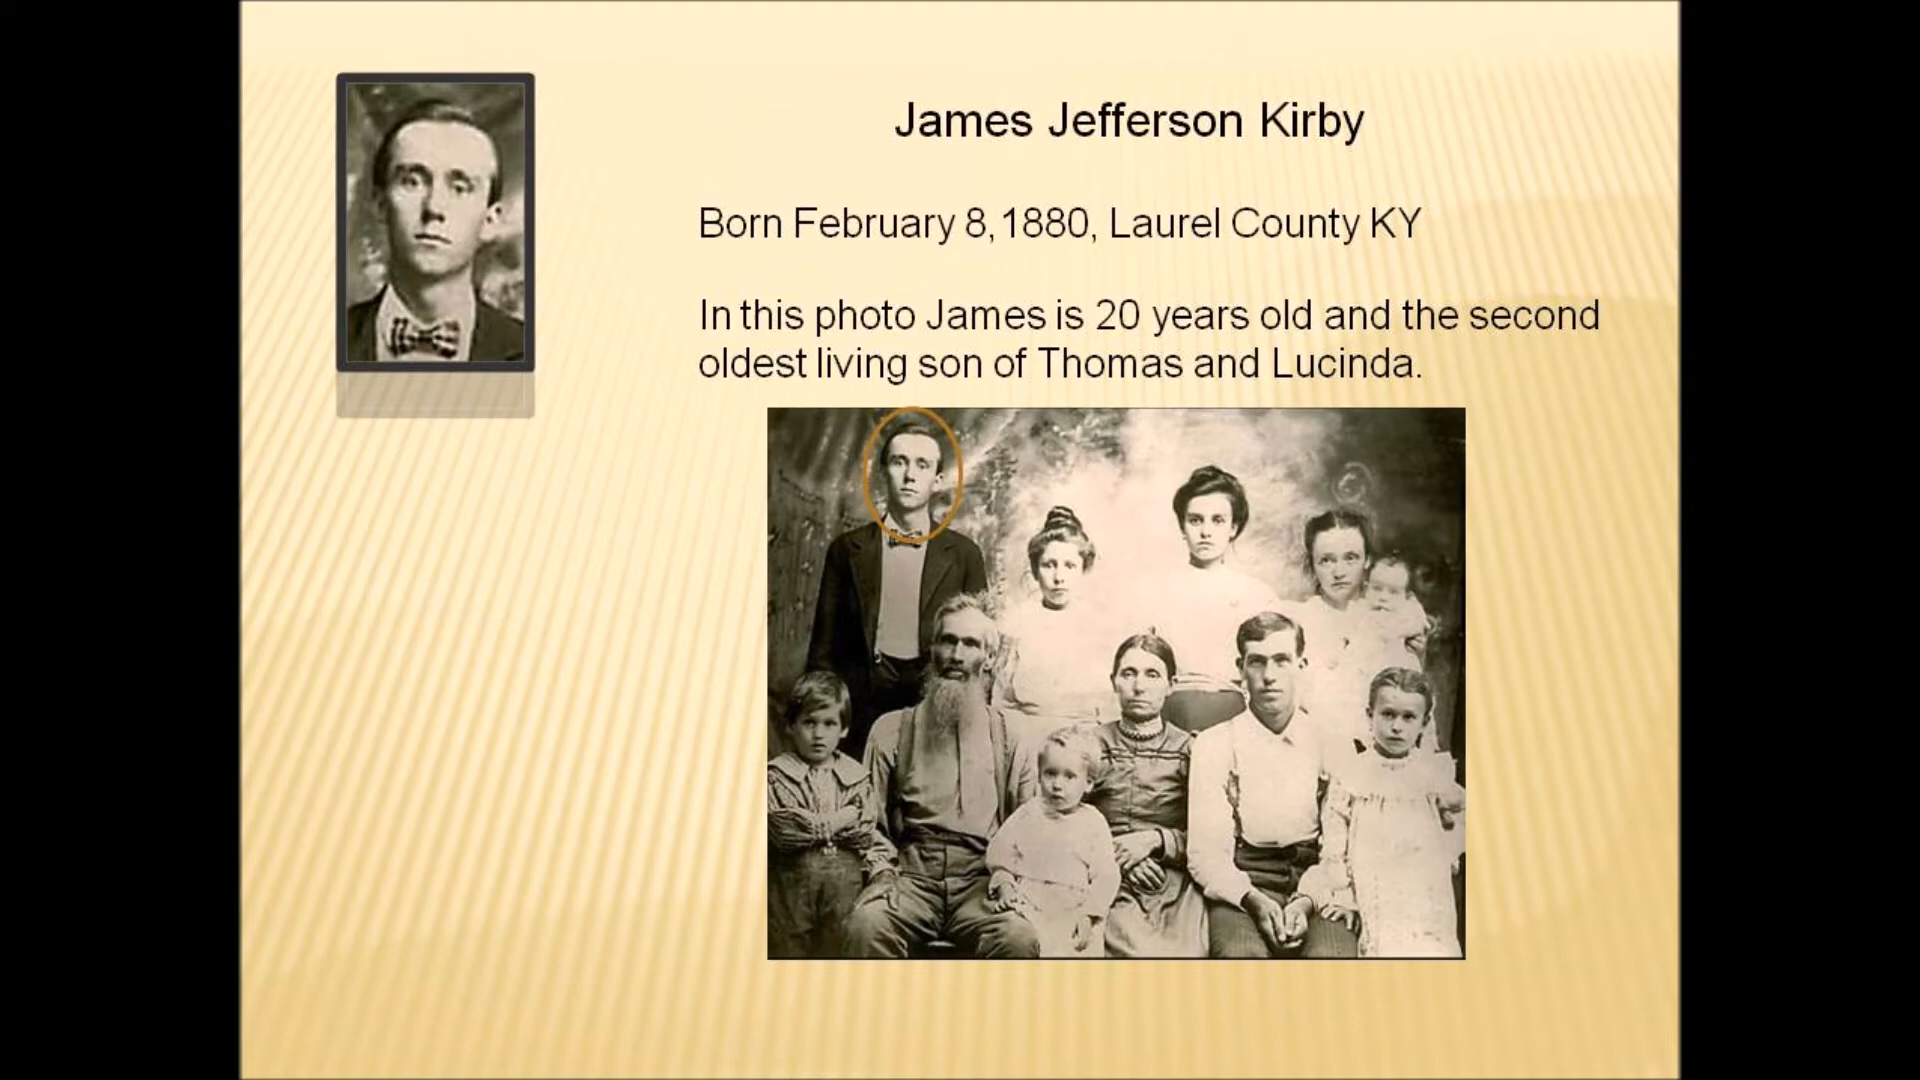 James Jefferson Kirby
Born February 8,1880, Laurel County KY
In this photo James is 20 years old and the second
oldest living son of Thomas and Lucinda.